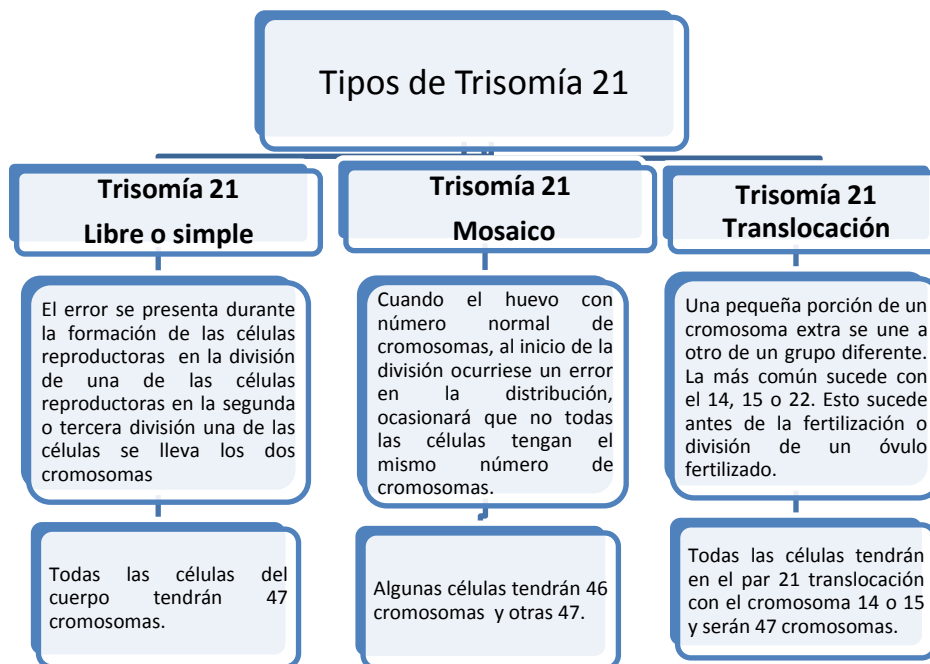 Tipos de Trisomía 21
Trisomía 21
Libre o simple
El error se presenta durante
la formación de las células
reproductoras en la división
de una de las células
reproductoras en la segunda
o tercera división una de las
células se lleva los dos
cromosomas
Todas las células del
cuerpo tendrán 47
cromosomas.
Trisomía 21
Mosaico
Cuando el huevo con
número normal de
cromosomas, al inicio de la
división ocurriese un error
en la distribución,
ocasionará que no todas
las células tengan el
mismo número de
cromosomas.
Algunas células tendrán 46
cromosomas y otras 47.
Trisomía 21
Translocación
Una pequeña porción de un
cromosoma extra se une a
otro de un grupo diferente.
La más común sucede con
el 14, 15 o 22. Esto sucede
antes de la fertilización o
división de un óvulo
fertilizado.
Todas las células tendrán
en el par 21 translocación
con el cromosoma 14 o 15
y serán 47 cromosomas.